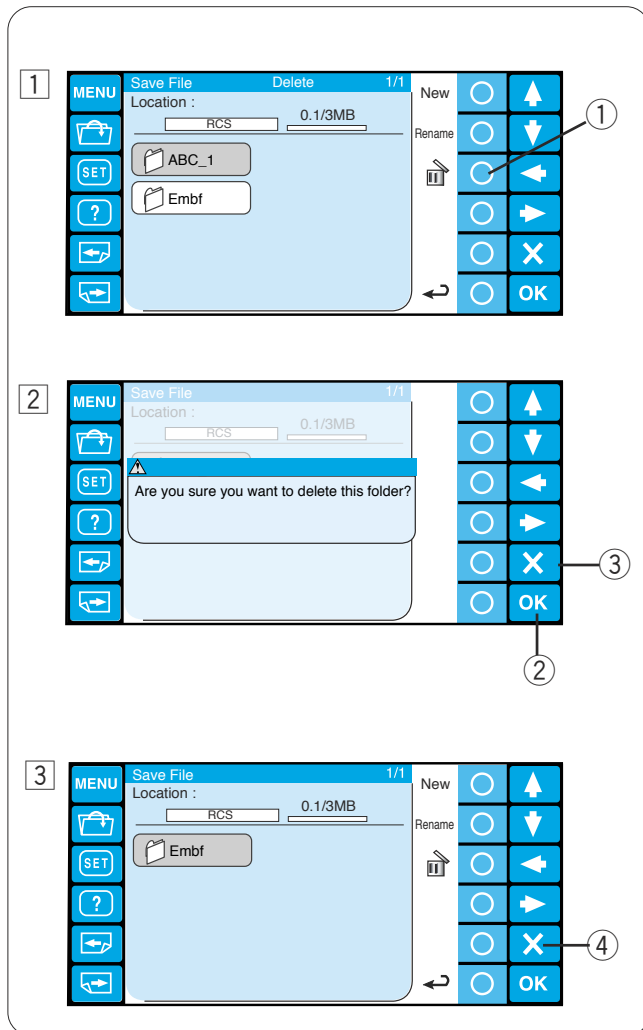 1
MENU Save File Delete 1/1 New
Location :
RCS 0.1/3MB Rename
1
SET ABC_1
? Embf
OK
2
MENU Save File 1/1
Location :
RCS 0.1/3MB
SET Are you sure you want to delete this folder?
?
3
OK
2
3
MENU Save File 1/1 New
Location :
RCS 0.1/3MB Rename
SET Embf
?
4
OK